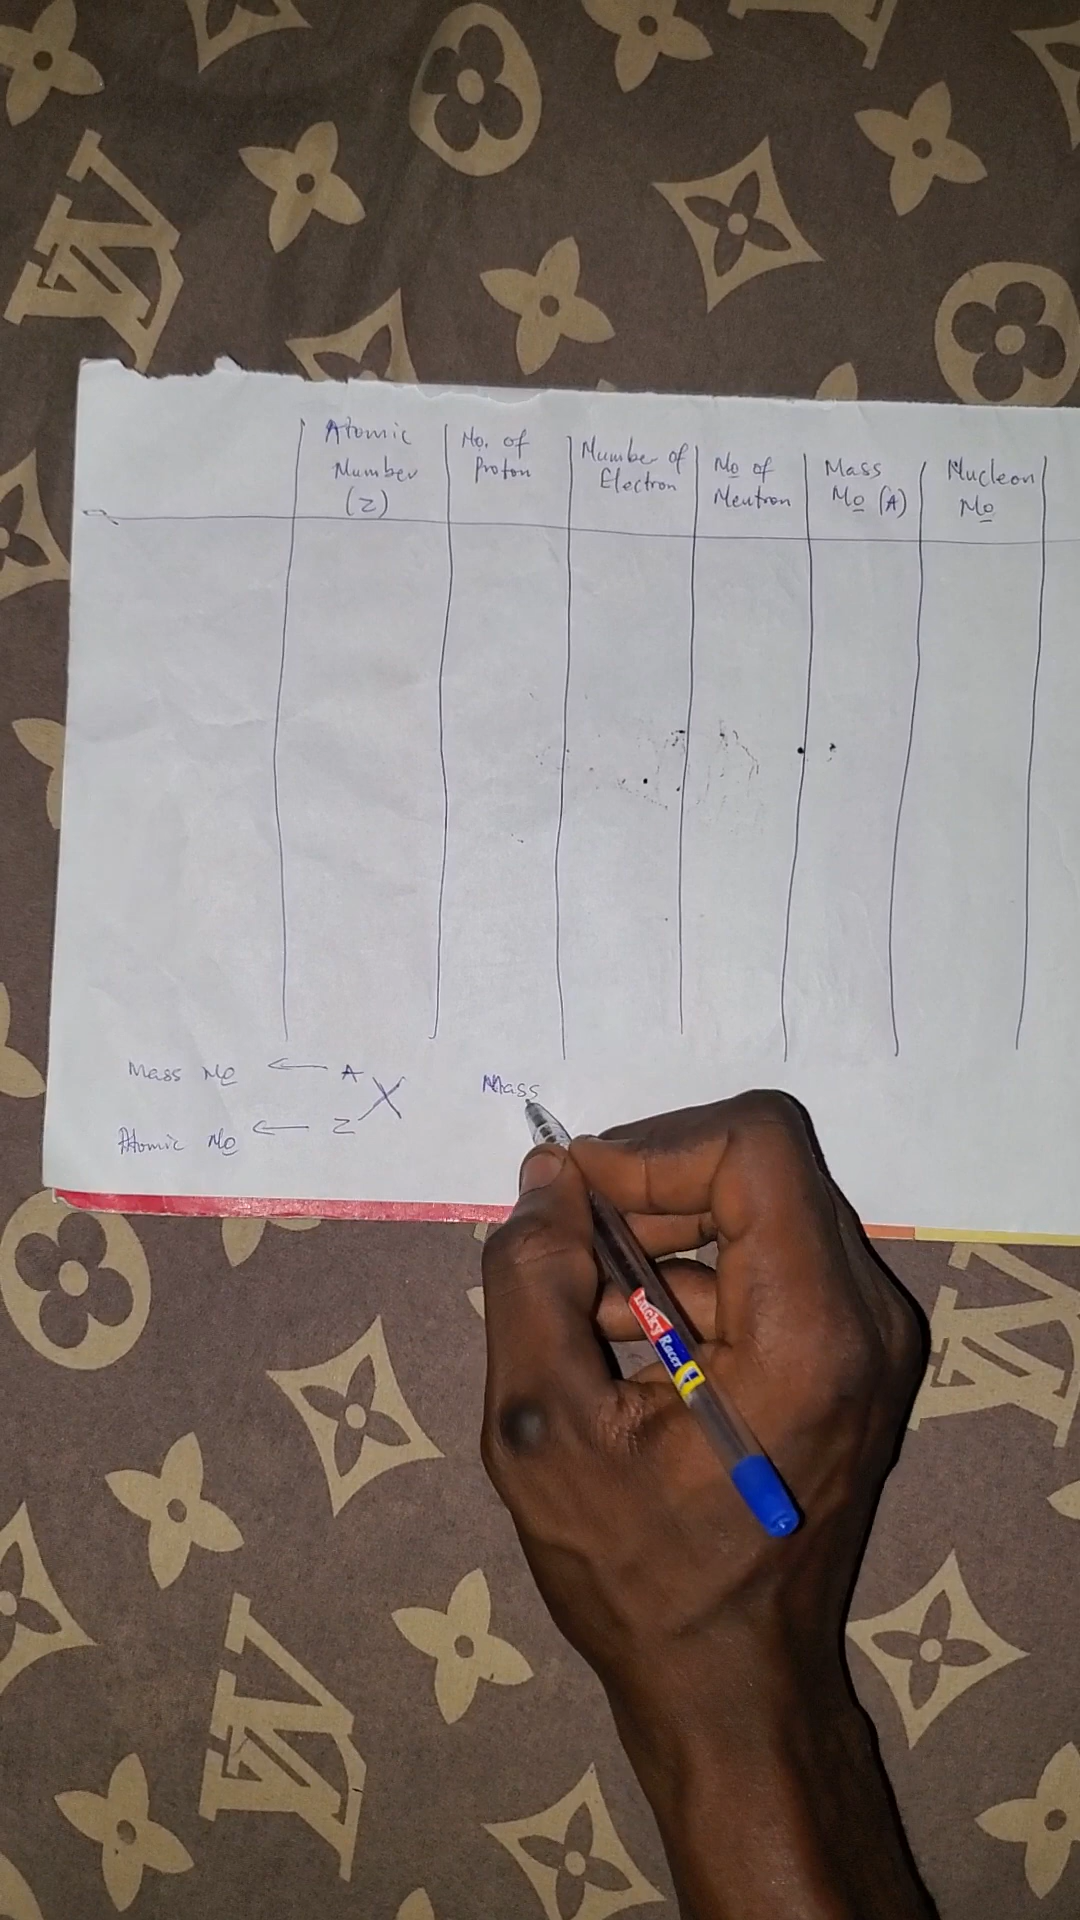 Atomic Number (Z)
No. of Proton
Number of Electron
No of Neutron
Mass No (A)
Nucleon No
Mass No ← A X
Atomic No ← Z
Mass
Lucky Racer